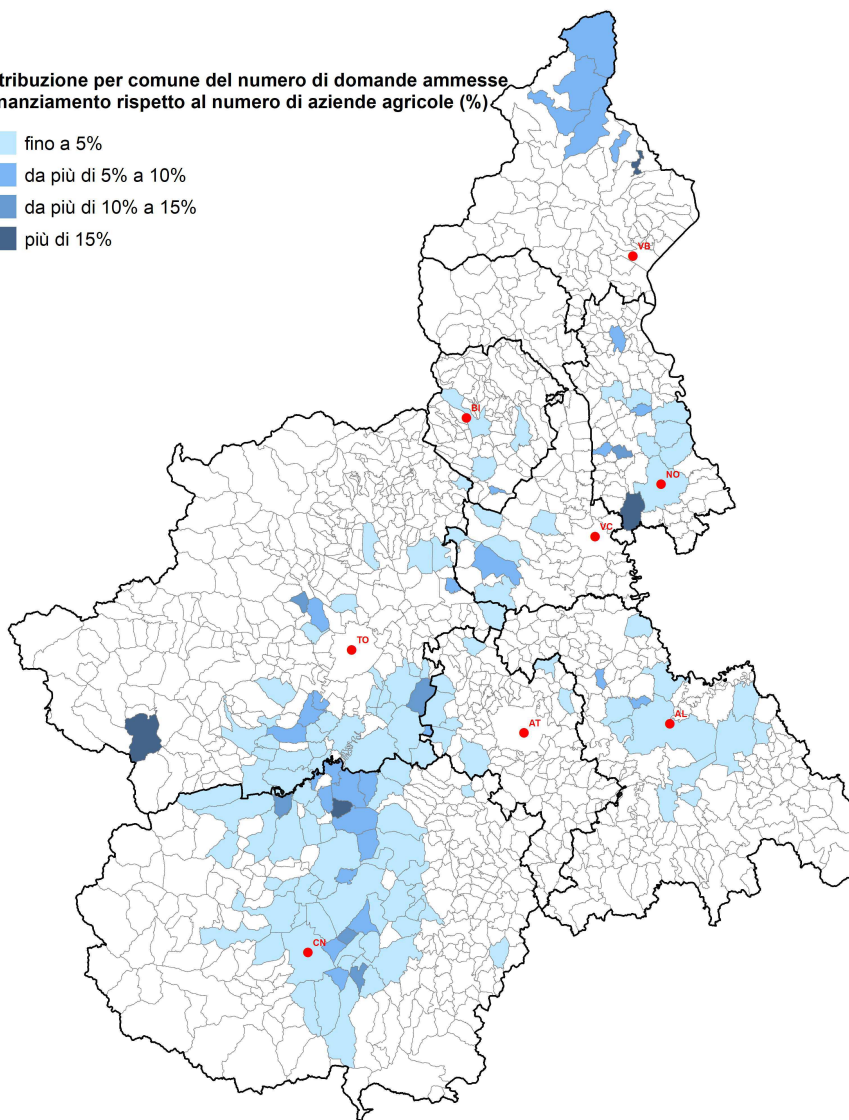 tribuzione per comune del numero di domande ammesse
nanziamento rispetto al numero di aziende agricole (%)
fino a 5%
da più di 5% a 10%
da più di 10% a 15%
più di 15%
VB
BI
NO
VC
TO
AT
AL
CN